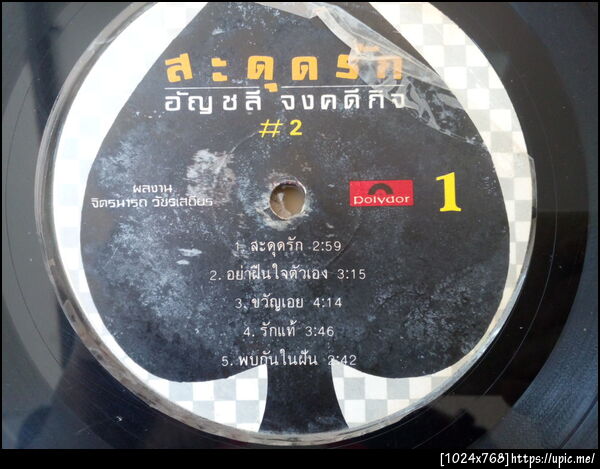 สะดุดรัก
อัญชลี จงคดีกิจ
#2
ผลงาน
จิตรนารถ วัชรเสถียร
Polydor
1
1. สะดุดรัก 2:59
2. อย่าฝืนใจตัวเอง 3:15
3. ขวัญเอย 4:14
4. รักแท้ 3:46
5. พบกันในฝัน 2:42
[1024x768]https://upic.me/